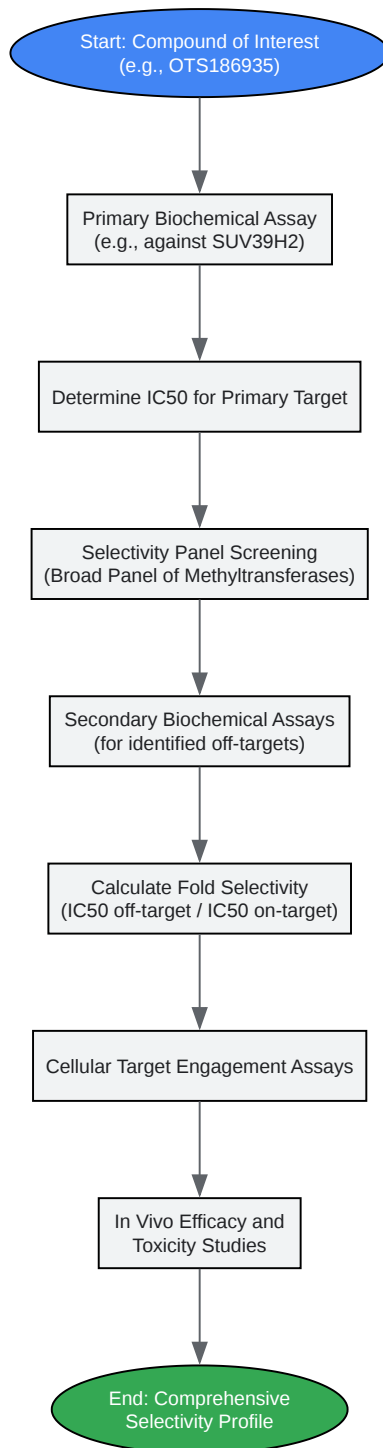 Start: Compound of Interest
(e.g., OTS186935)
Primary Biochemical Assay
(e.g., against SUV39H2)
Determine IC50 for Primary Target
Selectivity Panel Screening
(Broad Panel of Methyltransferases)
Secondary Biochemical Assays
(for identified off-targets)
Calculate Fold Selectivity
(IC50 off-target / IC50 on-target)
Cellular Target Engagement Assays
In Vivo Efficacy and
Toxicity Studies
End: Comprehensive
Selectivity Profile